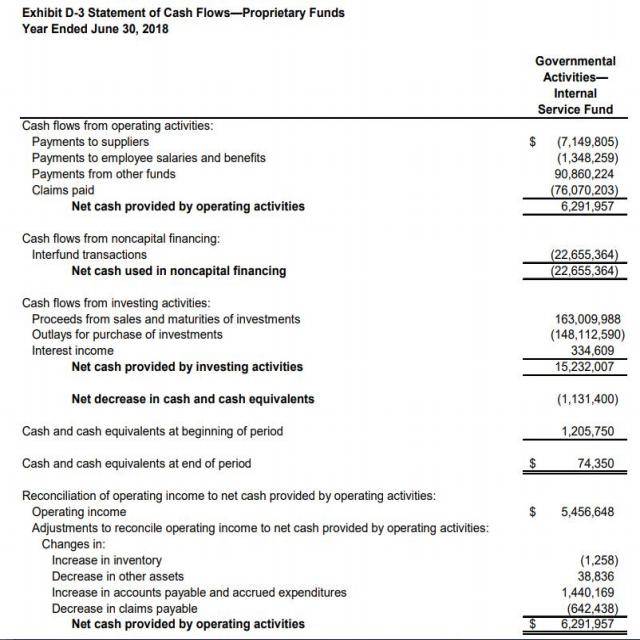 Exhibit D-3 Statement of Cash Flows—Proprietary Funds
Year Ended June 30, 2018
Governmental
Activities—
Internal
Service Fund
Cash flows from operating activities:
Payments to suppliers $ (7,149,805)
Payments to employee salaries and benefits (1,348,259)
Payments from other funds 90,860,224
Claims paid (76,070,203)
Net cash provided by operating activities 6,291,957
Cash flows from noncapital financing:
Interfund transactions (22,655,364)
Net cash used in noncapital financing (22,655,364)
Cash flows from investing activities:
Proceeds from sales and maturities of investments 163,009,988
Outlays for purchase of investments (148,112,590)
Interest income 334,609
Net cash provided by investing activities 15,232,007
Net decrease in cash and cash equivalents (1,131,400)
Cash and cash equivalents at beginning of period 1,205,750
Cash and cash equivalents at end of period $ 74,350
Reconciliation of operating income to net cash provided by operating activities:
Operating income $ 5,456,648
Adjustments to reconcile operating income to net cash provided by operating activities:
Changes in:
Increase in inventory (1,258)
Decrease in other assets 38,836
Increase in accounts payable and accrued expenditures 1,440,169
Decrease in claims payable (642,438)
Net cash provided by operating activities $ 6,291,957